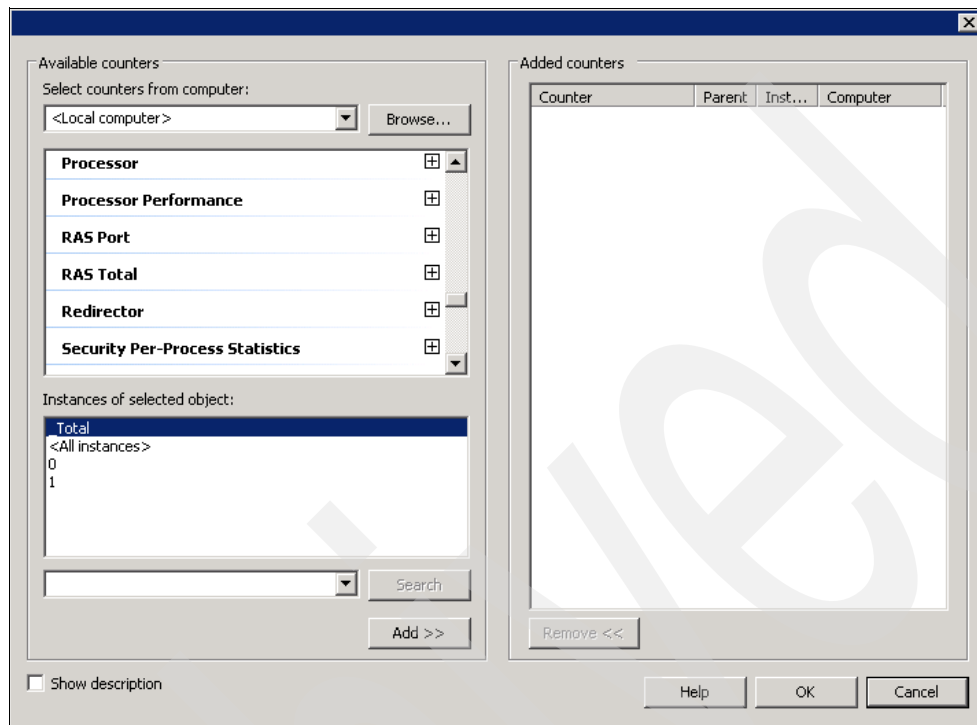 Available counters
Select counters from computer:
<Local computer>
Browse...
Processor
Processor Performance
RAS Port
RAS Total
Redirector
Security Per-Process Statistics
Instances of selected object:
_Total
<All instances>
0
1
Search
Add >>
Added counters
Counter Parent Inst... Computer
Remove <<
Show description
Help OK Cancel